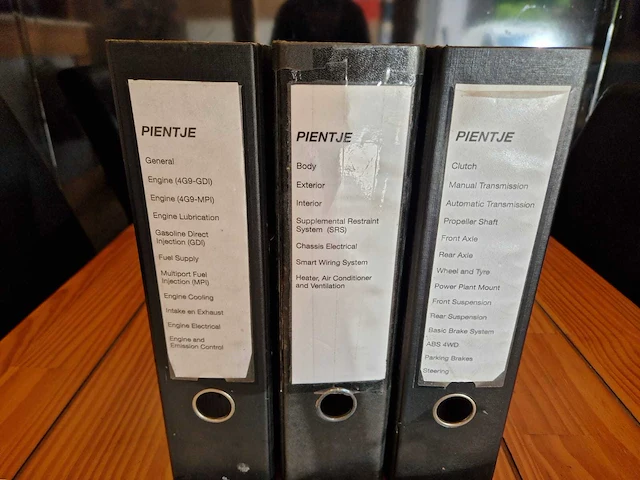 PIENTJE
General
Engine (4G9-GDI)
Engine (4G9-MPI)
Engine Lubrication
Gasoline Direct
Injection (GDI)
Fuel Supply
Multiport Fuel
Injection (MPI)
Engine Cooling
Intake en Exhaust
Engine Electrical
Engine and
Emission Control
PIENTJE
Body
Exterior
Interior
Supplemental Restraint
System (SRS)
Chassis Electrical
Smart Wiring System
Heater, Air Conditioner
and Ventilation
PIENTJE
Clutch
Manual Transmission
Automatic Transmission
Propeller Shaft
Front Axle
Rear Axle
Wheel and Tyre
Power Plant Mount
Front Suspension
Rear Suspension
Basic Brake System
ABS 4WD
Parking Brakes
Steering